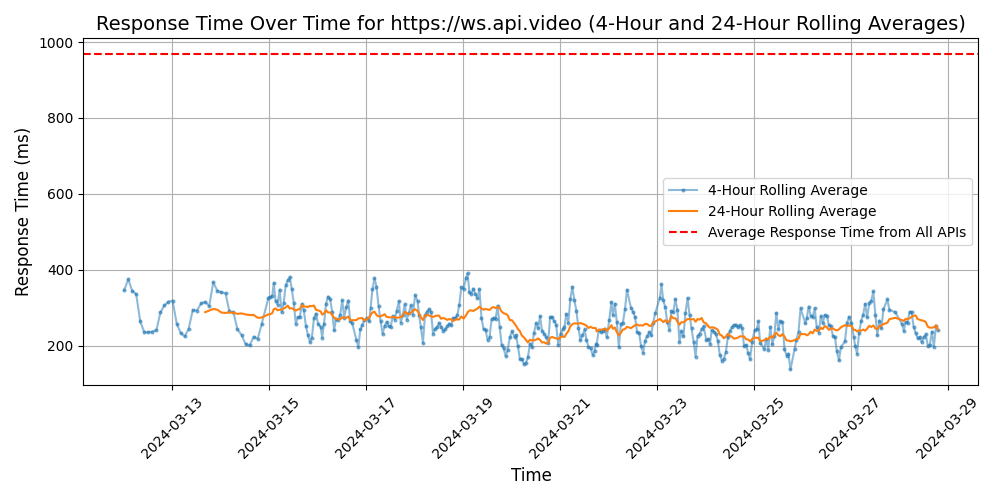 Response Time Over Time for https://ws.api.video (4-Hour and 24-Hour Rolling Averages)
1000
800
600
400
200
Response Time (ms)
4-Hour Rolling Average
24-Hour Rolling Average
Average Response Time from All APIs
2024-03-13
2024-03-15
2024-03-17
2024-03-19
2024-03-21
2024-03-23
2024-03-25
2024-03-27
2024-03-29
Time